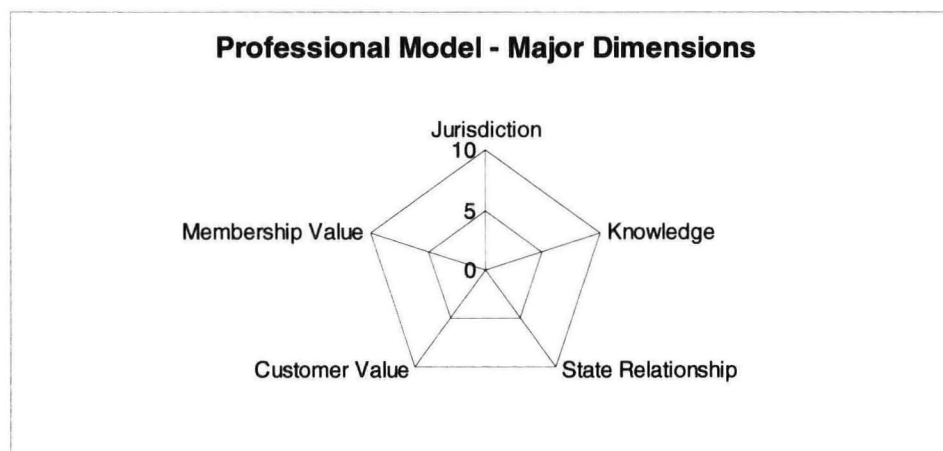 Professional Model - Major Dimensions
Jurisdiction
10
5
0
Membership Value
Knowledge
Customer Value
State Relationship